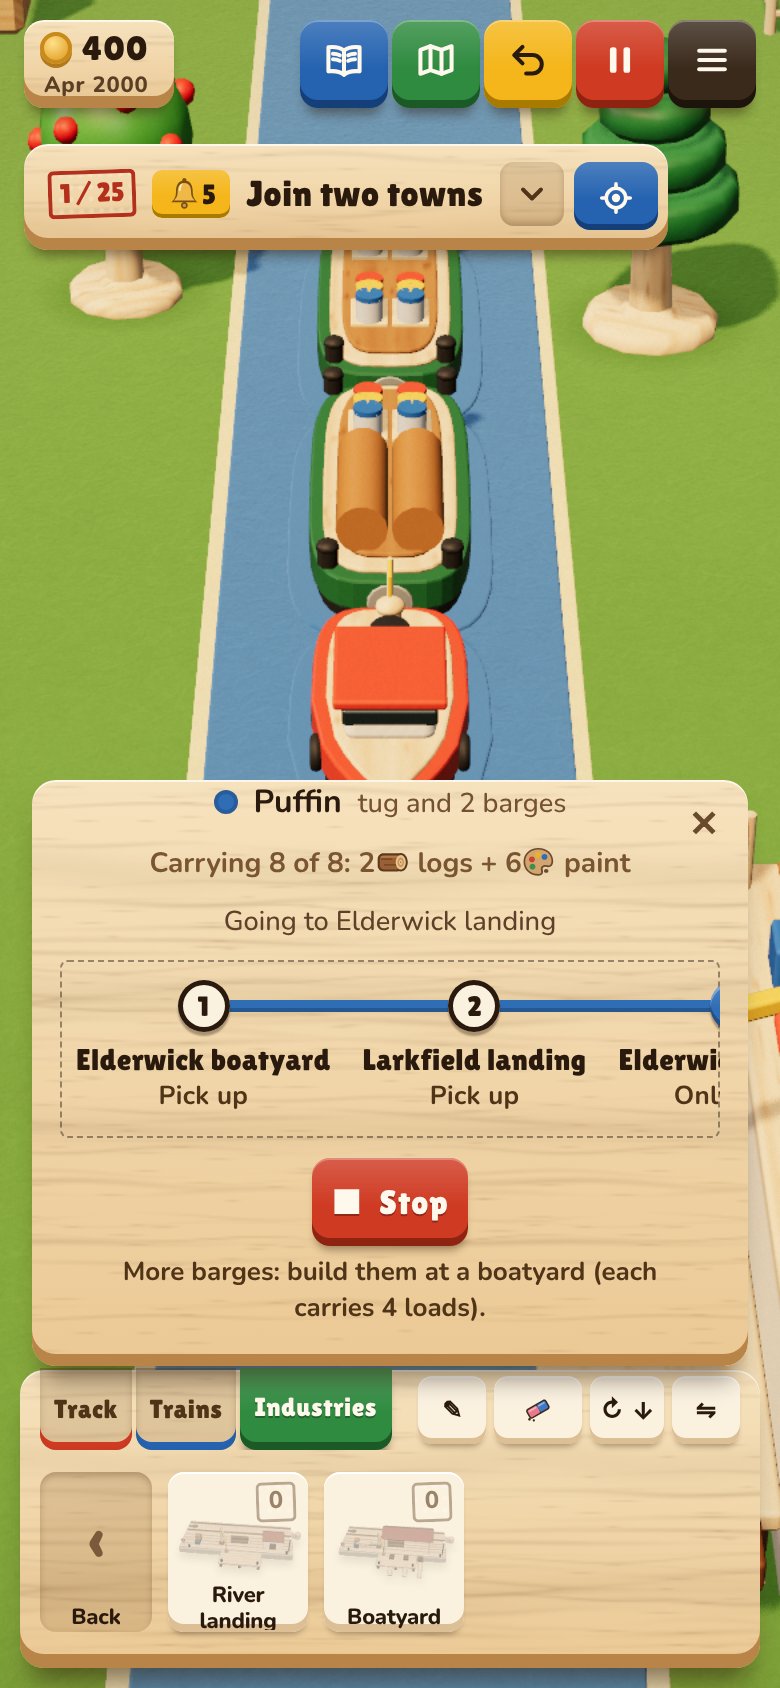 400
Apr 2000
1/25
5
Join two towns
Puffin tug and 2 barges
Carrying 8 of 8: 2 logs + 6 paint
Going to Elderwick landing
1
2
Elderwick boatyard
Larkfield landing
Elderwi
Pick up
Pick up
Onl
Stop
More barges: build them at a boatyard (each
carries 4 loads).
Track
Trains
Industries
Back
0
River
landing
0
Boatyard